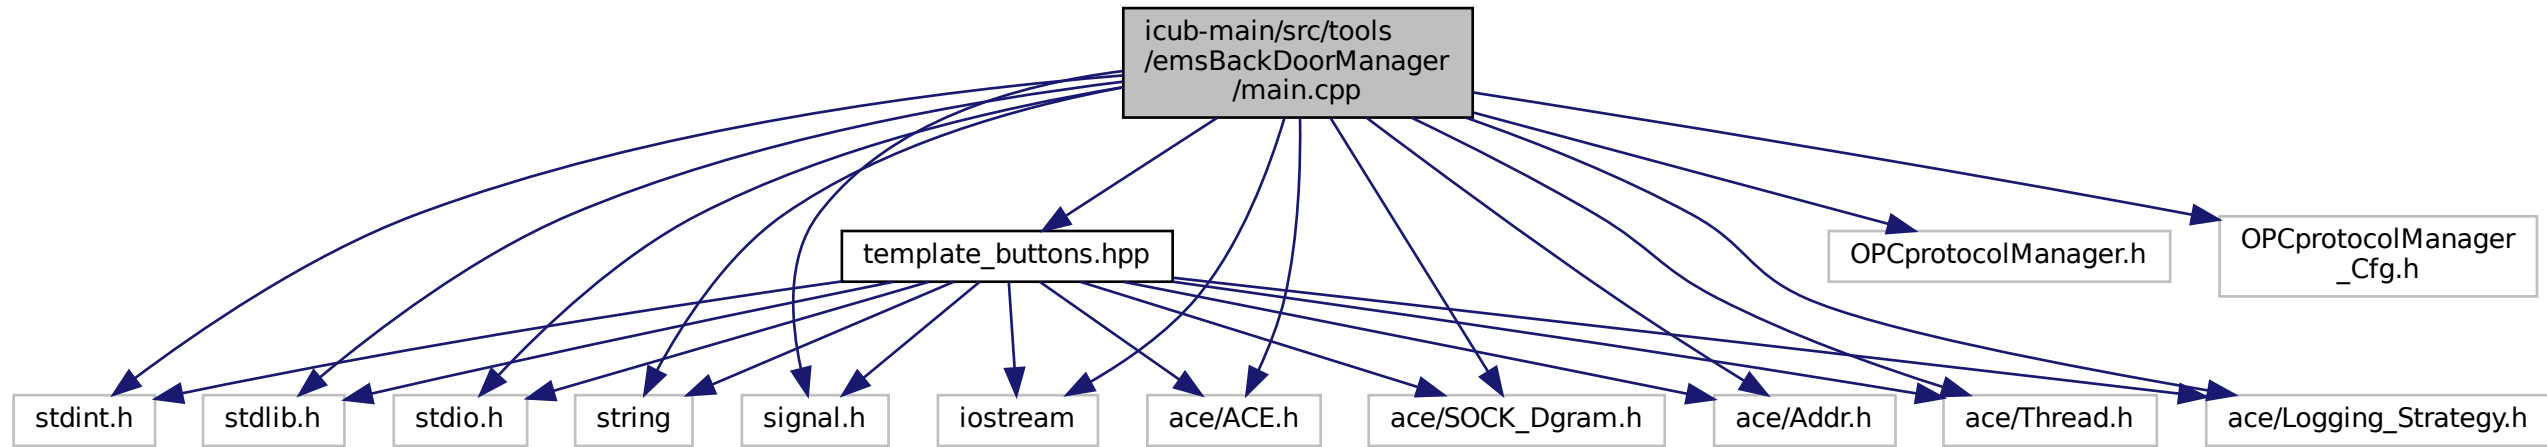 icub-main/src/tools
/emsBackDoorManager
/main.cpp
template_buttons.hpp
OPCprotocolManager.h
OPCprotocolManager
_Cfg.h
stdint.h
stdlib.h
stdio.h
string
signal.h
iostream
ace/ACE.h
ace/SOCK_Dgram.h
ace/Addr.h
ace/Thread.h
ace/Logging_Strategy.h